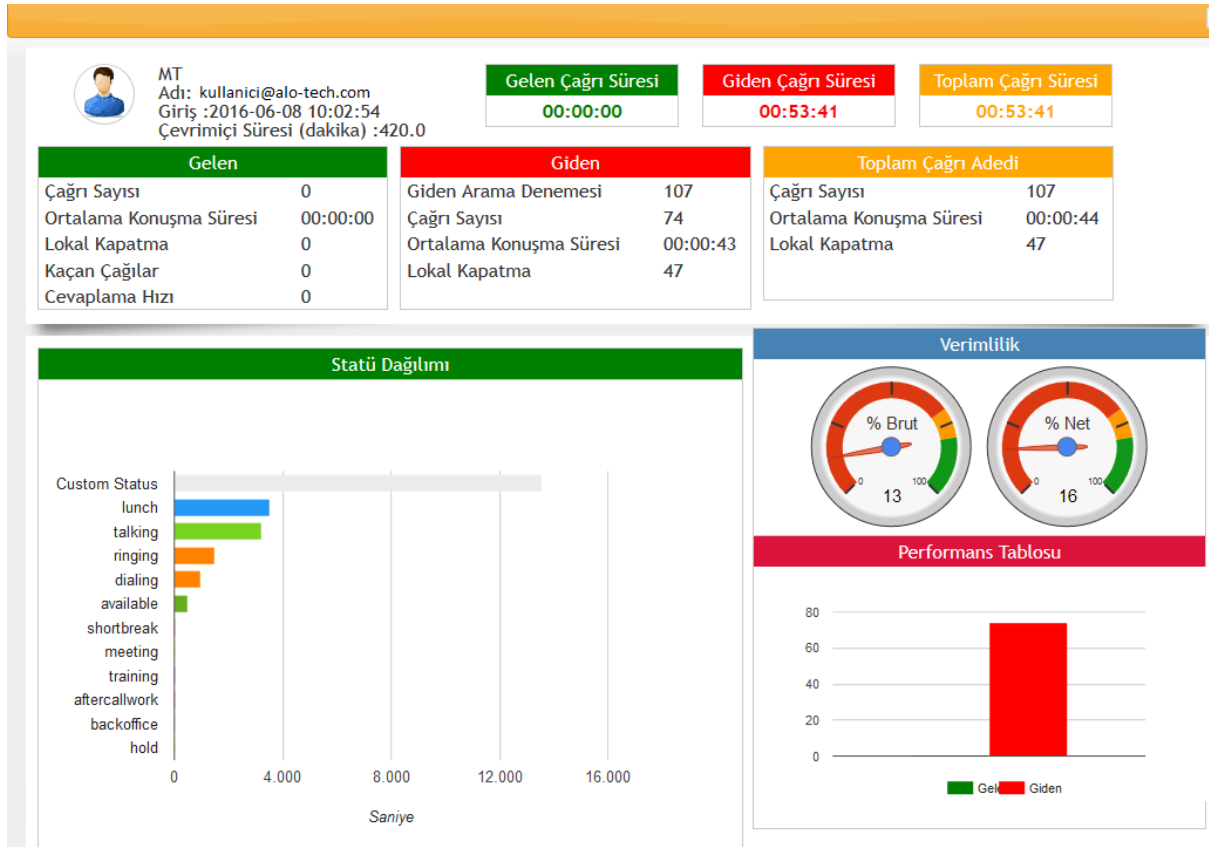 MT
Adı: kullanici@alo-tech.com
Giriş :2016-06-08 10:02:54
Çevrimiçi Süresi (dakika) :420.0
Gelen Çağrı Süresi
00:00:00
Giden Çağrı Süresi
00:53:41
Toplam Çağrı Süresi
00:53:41
Gelen
Çağrı Sayısı 0
Ortalama Konuşma Süresi 00:00:00
Lokal Kapatma 0
Kaçan Çağılar 0
Cevaplama Hızı 0
Giden
Giden Arama Denemesi 107
Çağrı Sayısı 74
Ortalama Konuşma Süresi 00:00:43
Lokal Kapatma 47
Toplam Çağrı Adedi
Çağrı Sayısı 107
Ortalama Konuşma Süresi 00:00:44
Lokal Kapatma 47
Statü Dağılımı
Custom Status
lunch
talking
ringing
dialing
available
shortbreak
meeting
training
aftercallwork
backoffice
hold
0 4.000 8.000 12.000 16.000
Saniye
Verimlilik
% Brut
0 100
13
% Net
0 100
16
Performans Tablosu
80
60
40
20
0
Giden